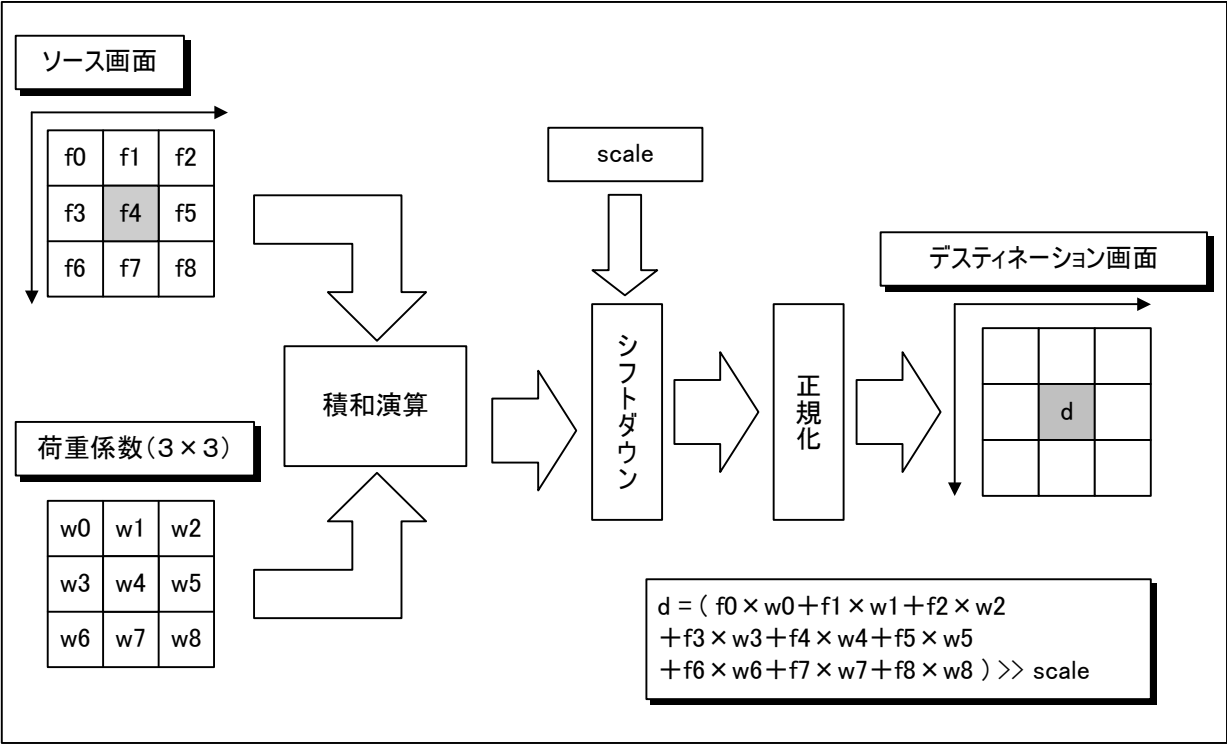 ソース画面
f0 f1 f2
f3 f4 f5
f6 f7 f8
荷重係数(3×3)
w0 w1 w2
w3 w4 w5
w6 w7 w8
積和演算
scale
シフトダウン
正規化
デスティネーション画面
d
d = ( f0×w0+f1×w1+f2×w2
+f3×w3+f4×w4+f5×w5
+f6×w6+f7×w7+f8×w8 ) >> scale